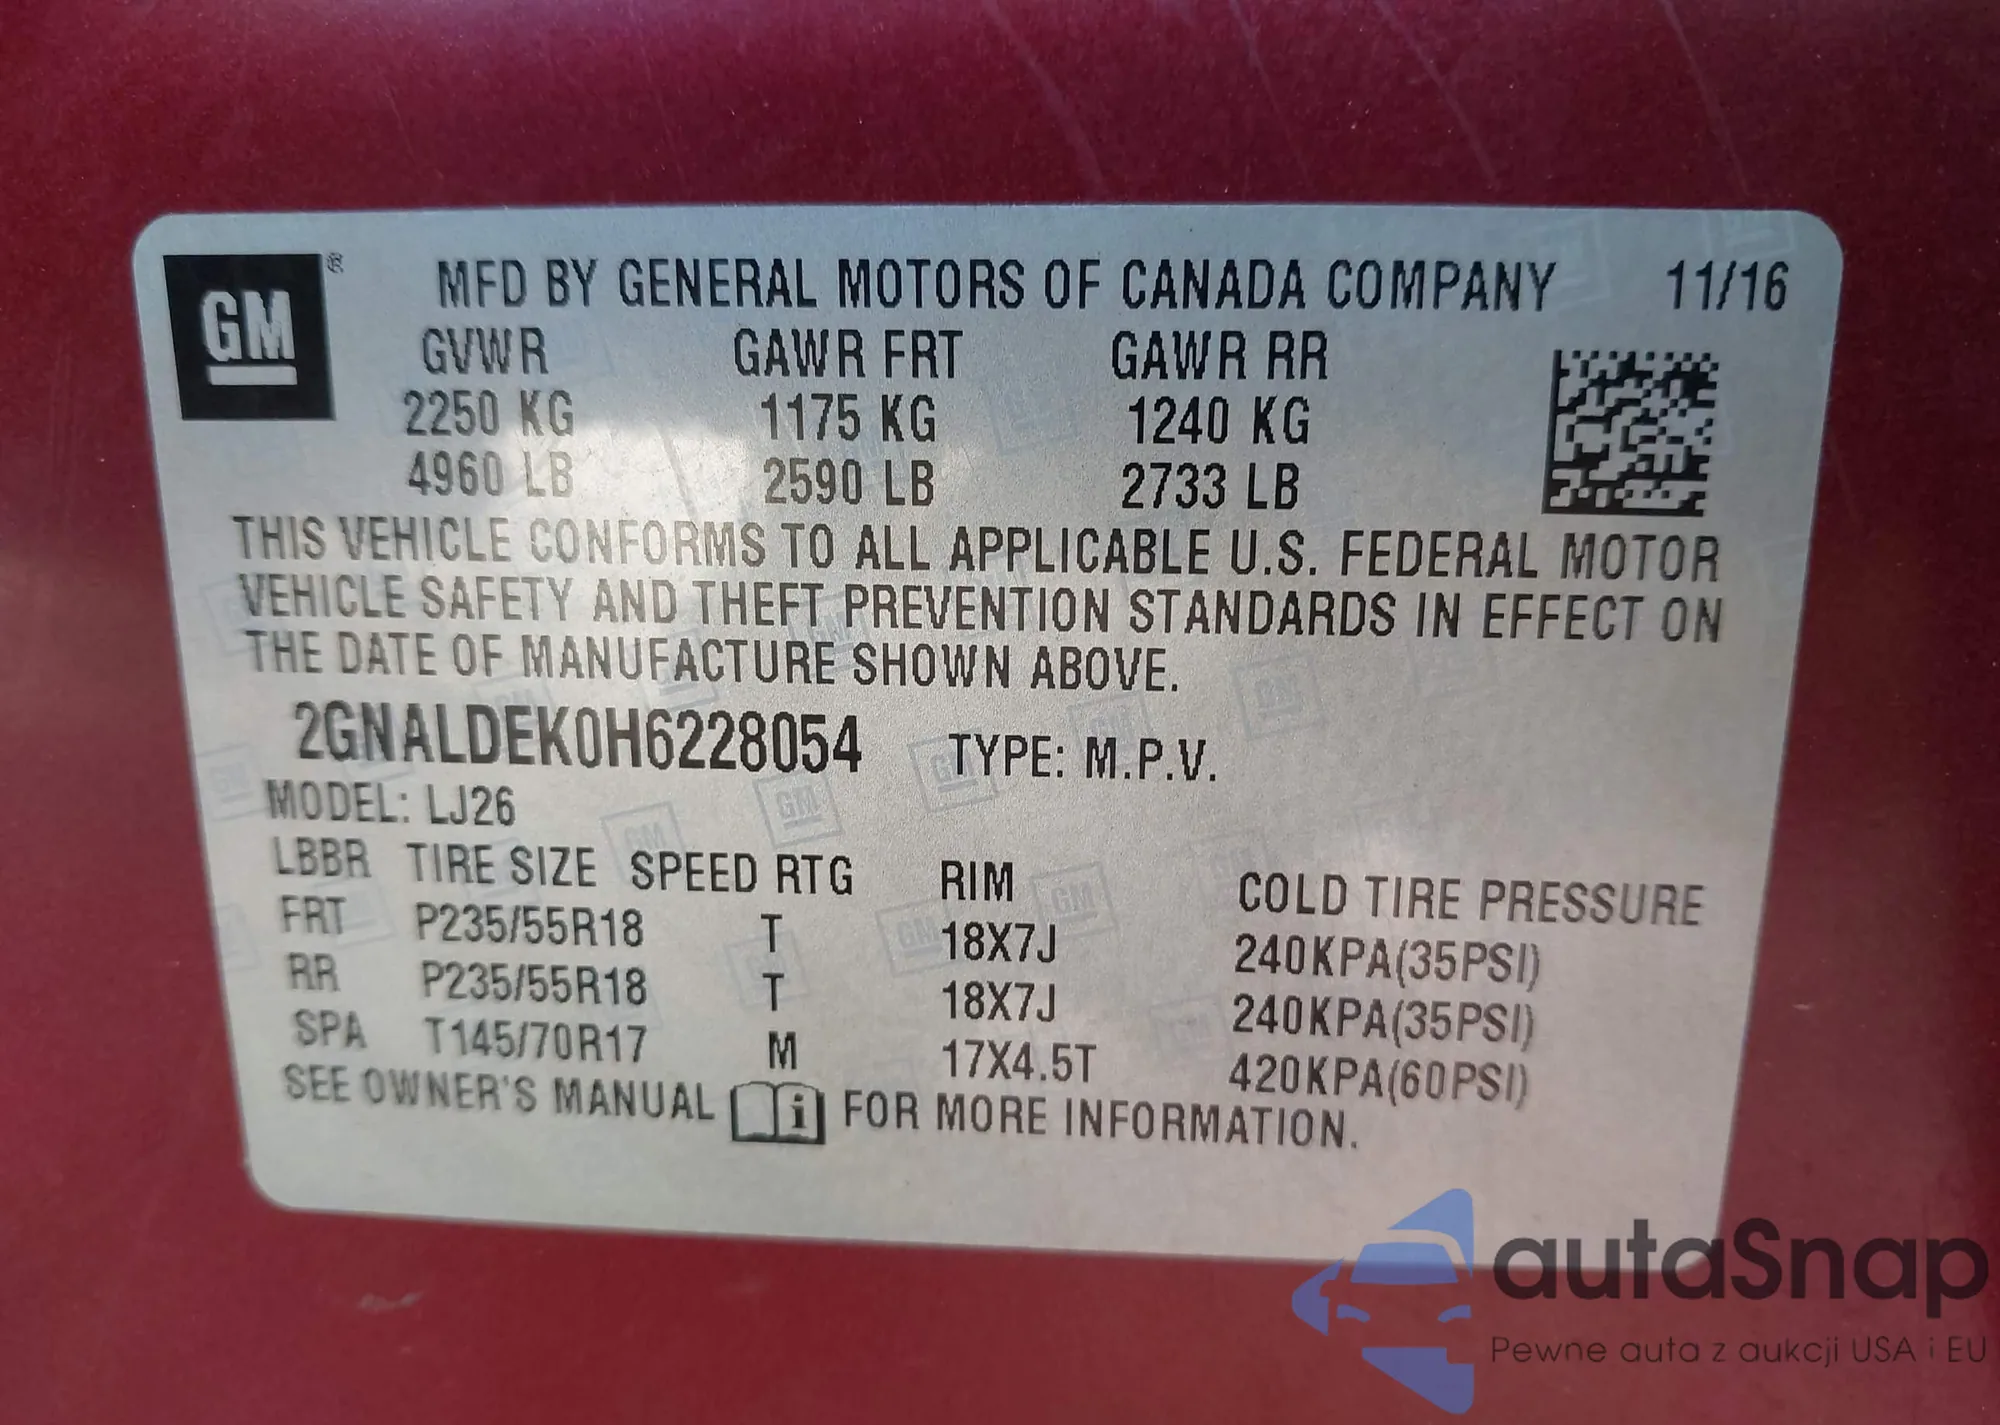 GM ® MFD BY GENERAL MOTORS OF CANADA COMPANY 11/16
GVWR GAWR FRT GAWR RR
2250 KG 1175 KG 1240 KG
4960 LB 2590 LB 2733 LB
THIS VEHICLE CONFORMS TO ALL APPLICABLE U.S. FEDERAL MOTOR
VEHICLE SAFETY AND THEFT PREVENTION STANDARDS IN EFFECT ON
THE DATE OF MANUFACTURE SHOWN ABOVE.
2GNALDEK0H6228054 TYPE: M.P.V.
MODEL: LJ26
LBBR TIRE SIZE SPEED RTG RIM COLD TIRE PRESSURE
FRT P235/55R18 T 18X7J 240KPA(35PSI)
RR P235/55R18 T 18X7J 240KPA(35PSI)
SPA T145/70R17 M 17X4.5T 420KPA(60PSI)
SEE OWNER'S MANUAL i FOR MORE INFORMATION.
autaSnap
Pewne auta z aukcji USA i EU